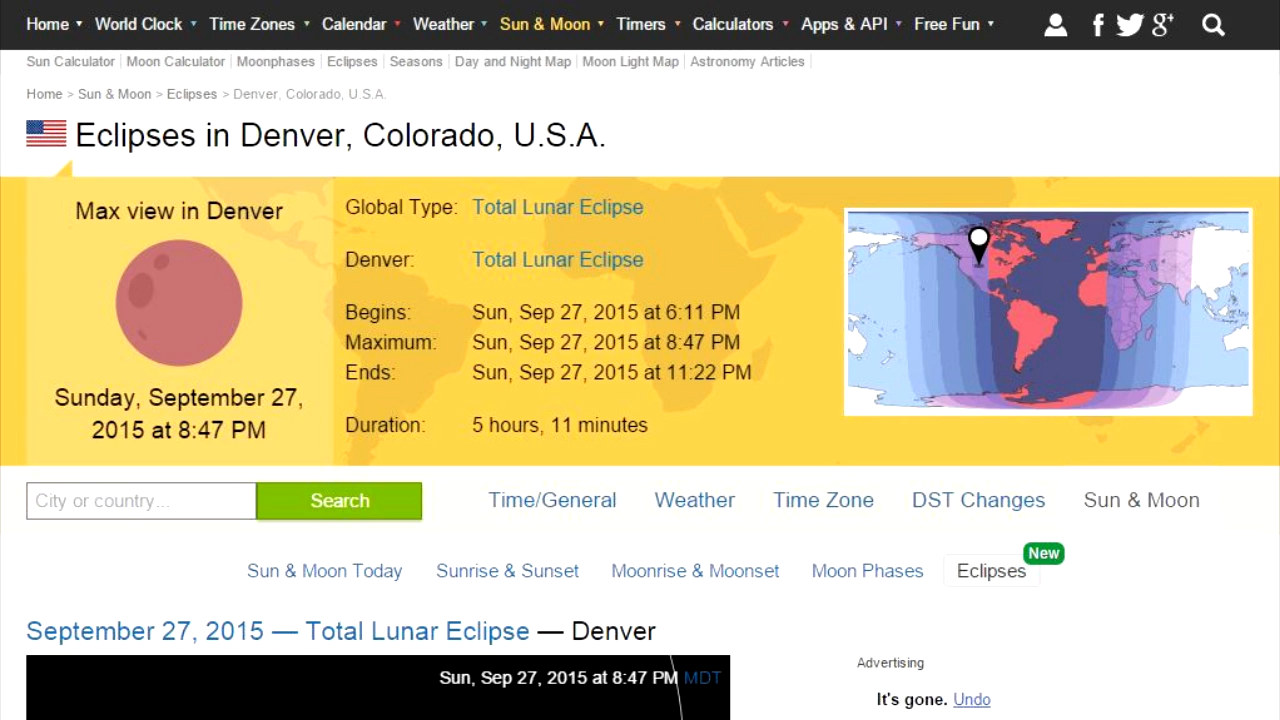 Home World Clock Time Zones Calendar Weather Sun & Moon Timers Calculators Apps & API Free Fun
Sun Calculator | Moon Calculator | Moonphases | Eclipses | Seasons | Day and Night Map | Moon Light Map | Astronomy Articles |
Home > Sun & Moon > Eclipses > Denver, Colorado, U.S.A.
Eclipses in Denver, Colorado, U.S.A.
Max view in Denver
Sunday, September 27,
2015 at 8:47 PM
Global Type: Total Lunar Eclipse
Denver: Total Lunar Eclipse
Begins: Sun, Sep 27, 2015 at 6:11 PM
Maximum: Sun, Sep 27, 2015 at 8:47 PM
Ends: Sun, Sep 27, 2015 at 11:22 PM
Duration: 5 hours, 11 minutes
City or country... Search Time/General Weather Time Zone DST Changes Sun & Moon
New
Sun & Moon Today Sunrise & Sunset Moonrise & Moonset Moon Phases Eclipses
September 27, 2015 — Total Lunar Eclipse — Denver
Sun, Sep 27, 2015 at 8:47 PM MDT
Advertising
It's gone. Undo